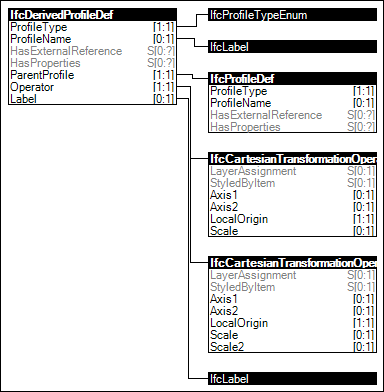 IfcDerivedProfileDef
ProfileType [1:1]
ProfileName [0:1]
HasExternalReference S[0:?]
HasProperties S[0:?]
ParentProfile [1:1]
Operator [1:1]
Label [0:1]
IfcProfileTypeEnum
IfcLabel
IfcProfileDef
ProfileType [1:1]
ProfileName [0:1]
HasExternalReference S[0:?]
HasProperties S[0:?]
IfcCartesianTransformationOper
LayerAssignment S[0:1]
StyledByItem S[0:1]
Axis1 [0:1]
Axis2 [0:1]
LocalOrigin [1:1]
Scale [0:1]
IfcCartesianTransformationOper
LayerAssignment S[0:1]
StyledByItem S[0:1]
Axis1 [0:1]
Axis2 [0:1]
LocalOrigin [1:1]
Scale [0:1]
Scale2 [0:1]
IfcLabel